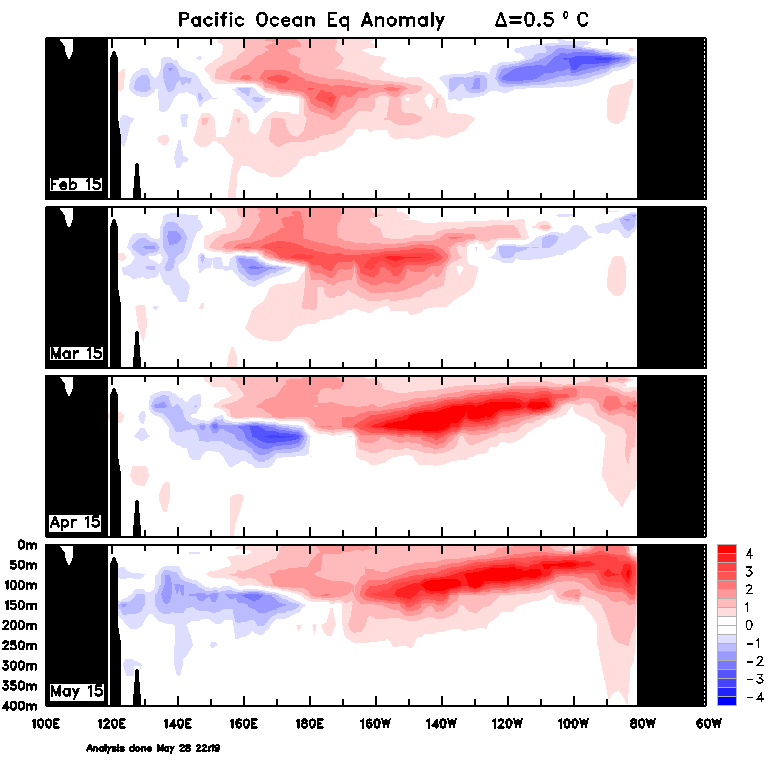 Pacific Ocean Eq Anomaly Δ=0.5 ° C
Feb 15
Mar 15
Apr 15
0m
50m
100m
150m
200m
250m
300m
350m
400m
May 15
4
3
2
1
0
-1
-2
-3
-4
100E 120E 140E 160E 180E 160W 140W 120W 100W 80W 60W
Analysis done May 28 22:19